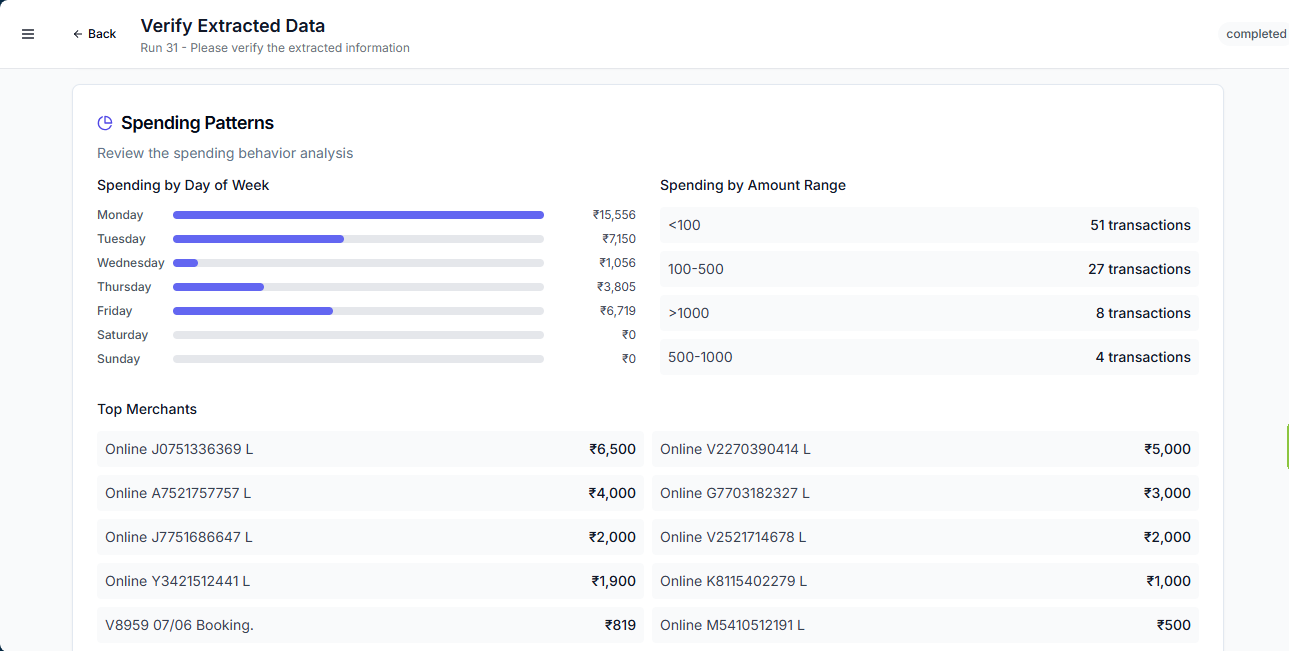 ← Back
Verify Extracted Data
Run 31 - Please verify the extracted information
completed
Spending Patterns
Review the spending behavior analysis
Spending by Day of Week
Monday ₹15,556
Tuesday ₹7,150
Wednesday ₹1,056
Thursday ₹3,805
Friday ₹6,719
Saturday ₹0
Sunday ₹0
Spending by Amount Range
<100 51 transactions
100-500 27 transactions
>1000 8 transactions
500-1000 4 transactions
Top Merchants
Online J0751336369 L ₹6,500
Online V2270390414 L ₹5,000
Online A7521757757 L ₹4,000
Online G7703182327 L ₹3,000
Online J7751686647 L ₹2,000
Online V2521714678 L ₹2,000
Online Y3421512441 L ₹1,900
Online K8115402279 L ₹1,000
V8959 07/06 Booking. ₹819
Online M5410512191 L ₹500